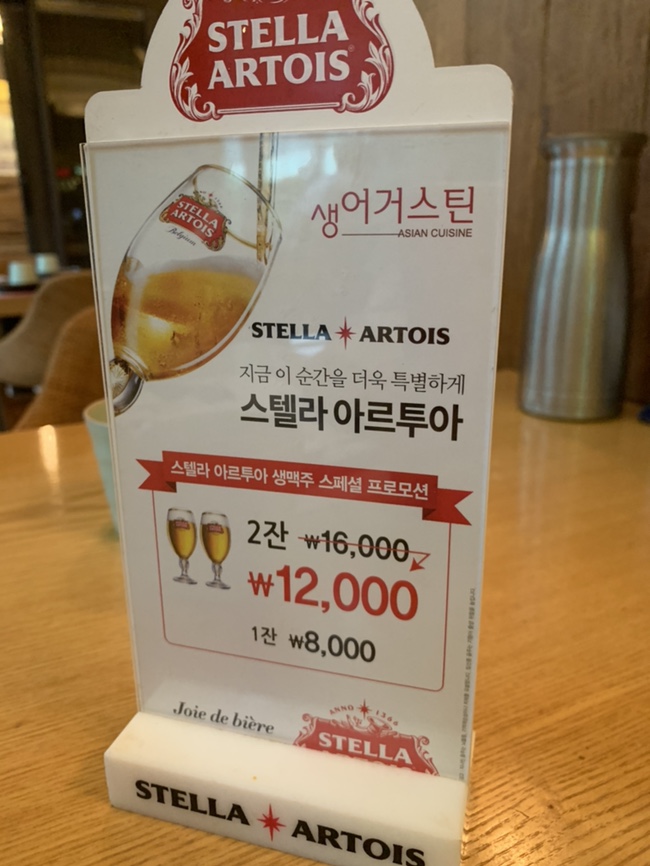 STELLA
ARTOIS
STELLA
ARTOIS
Belgium
생어거스틴
ASIAN CUISINE
STELLA ARTOIS
지금 이 순간을 더욱 특별하게
스텔라 아르투아
스텔라 아르투아 생맥주 스페셜 프로모션
2잔 ₩16,000
₩12,000
1잔 ₩8,000
Joie de bière
ANNO 1366
STELLA
STELLA ARTOIS